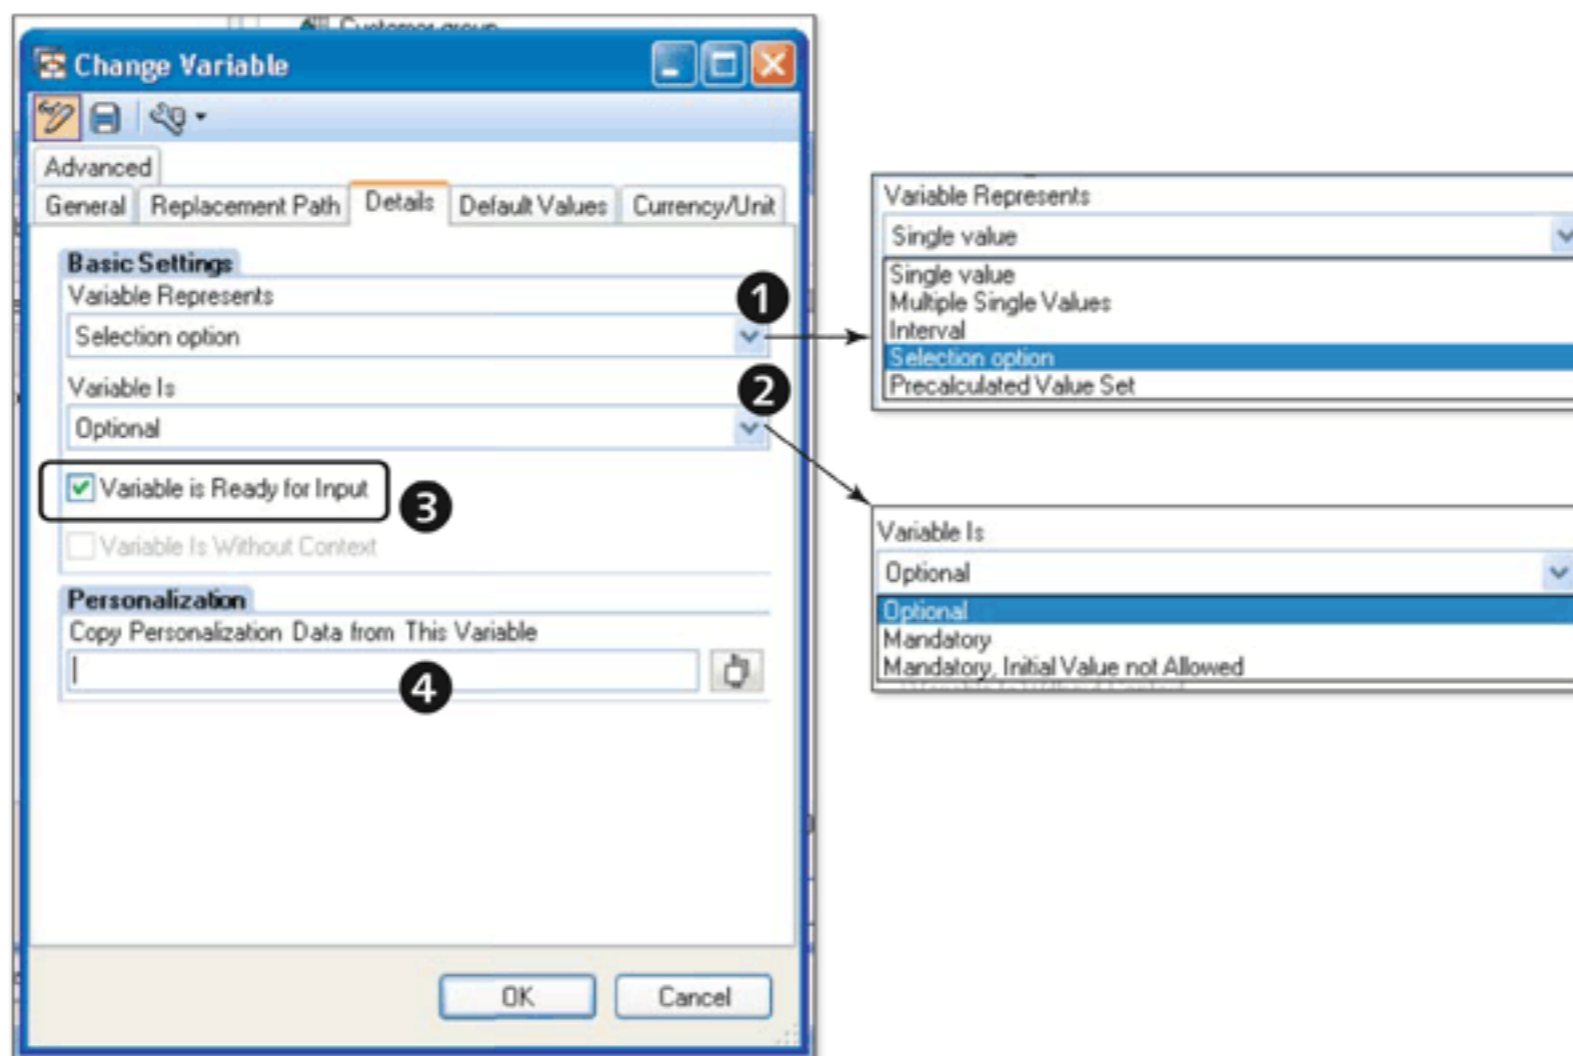 Customer group
Change Variable
Advanced
General Replacement Path Details Default Values Currency/Unit
Basic Settings
Variable Represents
1
Selection option
Variable Is
2
Optional
Variable is Ready for Input
3
Variable Is Without Context
Personalization
Copy Personalization Data from This Variable
4
OK Cancel
Variable Represents
Single value
Single value
Multiple Single Values
Interval
Selection option
Precalculated Value Set
Variable Is
Optional
Optional
Mandatory
Mandatory, Initial Value not Allowed